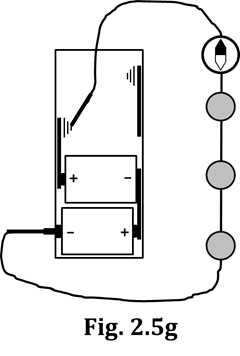 + −
− +
Fig. 2.5g